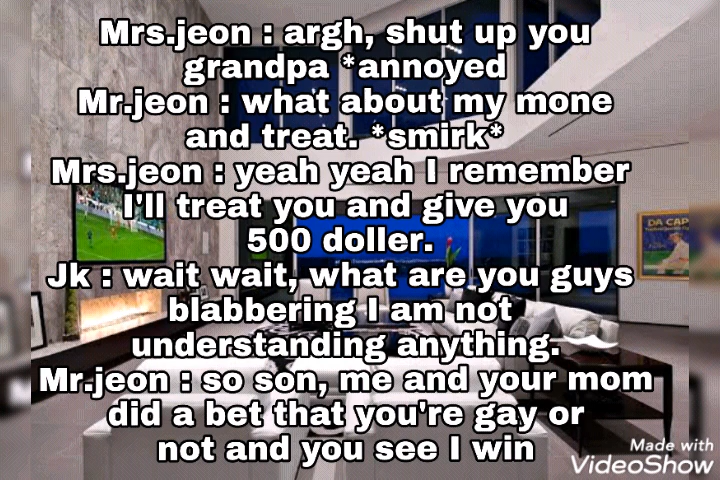 Mrs.jeon : argh, shut up you
grandpa *annoyed
Mr.jeon : what about my mone
and treat. *smirk*
Mrs.jeon : yeah yeah I remember
I'll treat you and give you
500 doller.
Jk : wait wait, what are you guys
blabbering I am not
understanding anything.
Mr.jeon : so son, me and your mom
did a bet that you're gay or
not and you see I win
DA CAP
Made with
VideoShow